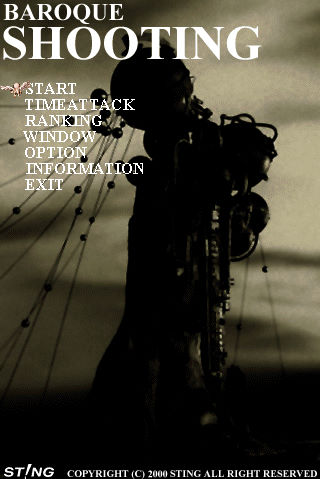 BAROQUE
SHOOTING
START
TIMEATTACK
RANKING
WINDOW
OPTION
INFORMATION
EXIT
STING COPYRIGHT (C) 2000 STING ALL RIGHT RESERVED